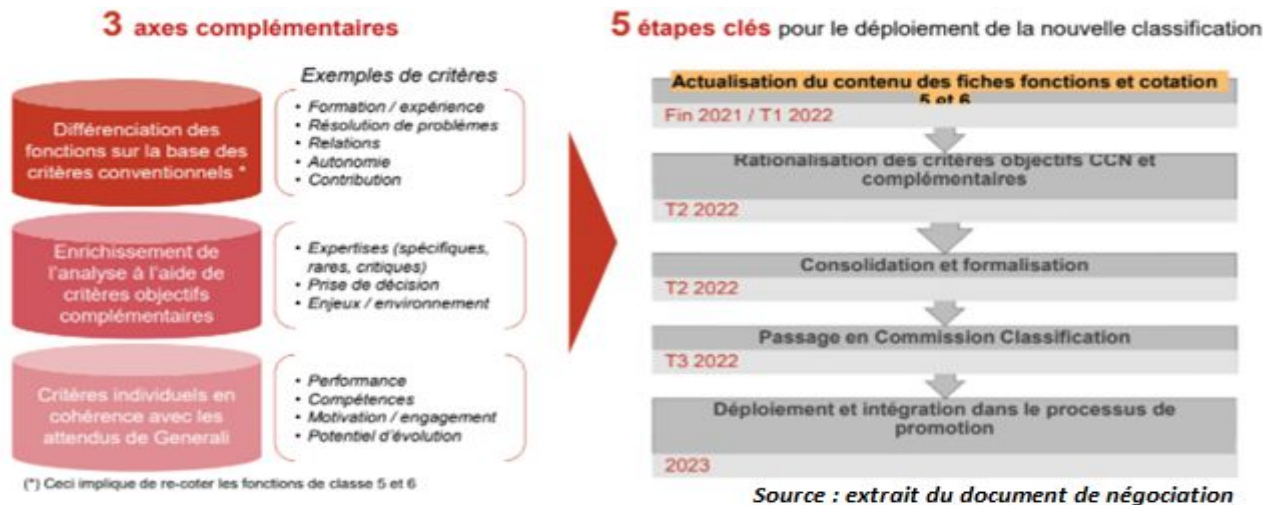 3 axes complémentaires
Exemples de critères
Différenciation des
fonctions sur la base des
critères conventionnels *
• Formation / expérience
• Résolution de problèmes
• Relations
• Autonomie
• Contribution
Enrichissement de
l'analyse à l'aide de
critères objectifs
complémentaires
• Expertises (spécifiques,
rares, critiques)
• Prise de décision
• Enjeux / environnement
Critères individuels en
cohérence avec les
attendus de Generali
• Performance
• Compétences
• Motivation / engagement
• Potentiel d'évolution
(*) Ceci implique de re-coter les fonctions de classe 5 et 6
5 étapes clés pour le déploiement de la nouvelle classification
Actualisation du contenu des fiches fonctions et cotation
5 et 6
Fin 2021 / T1 2022
Rationalisation des critères objectifs CCN et
complémentaires
T2 2022
Consolidation et formalisation
T2 2022
Passage en Commission Classification
T3 2022
Déploiement et intégration dans le processus de
promotion
2023
Source : extrait du document de négociation